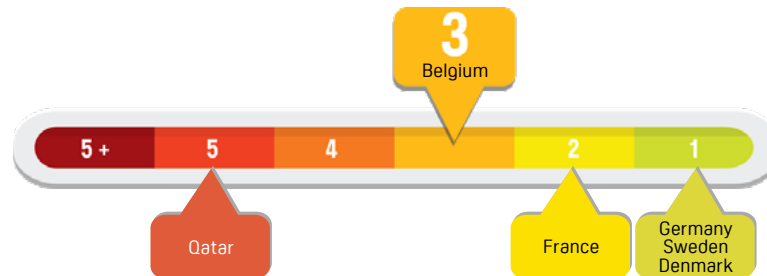 3
Belgium
5 +
5
4
2
1
Qatar
France
Germany
Sweden
Denmark